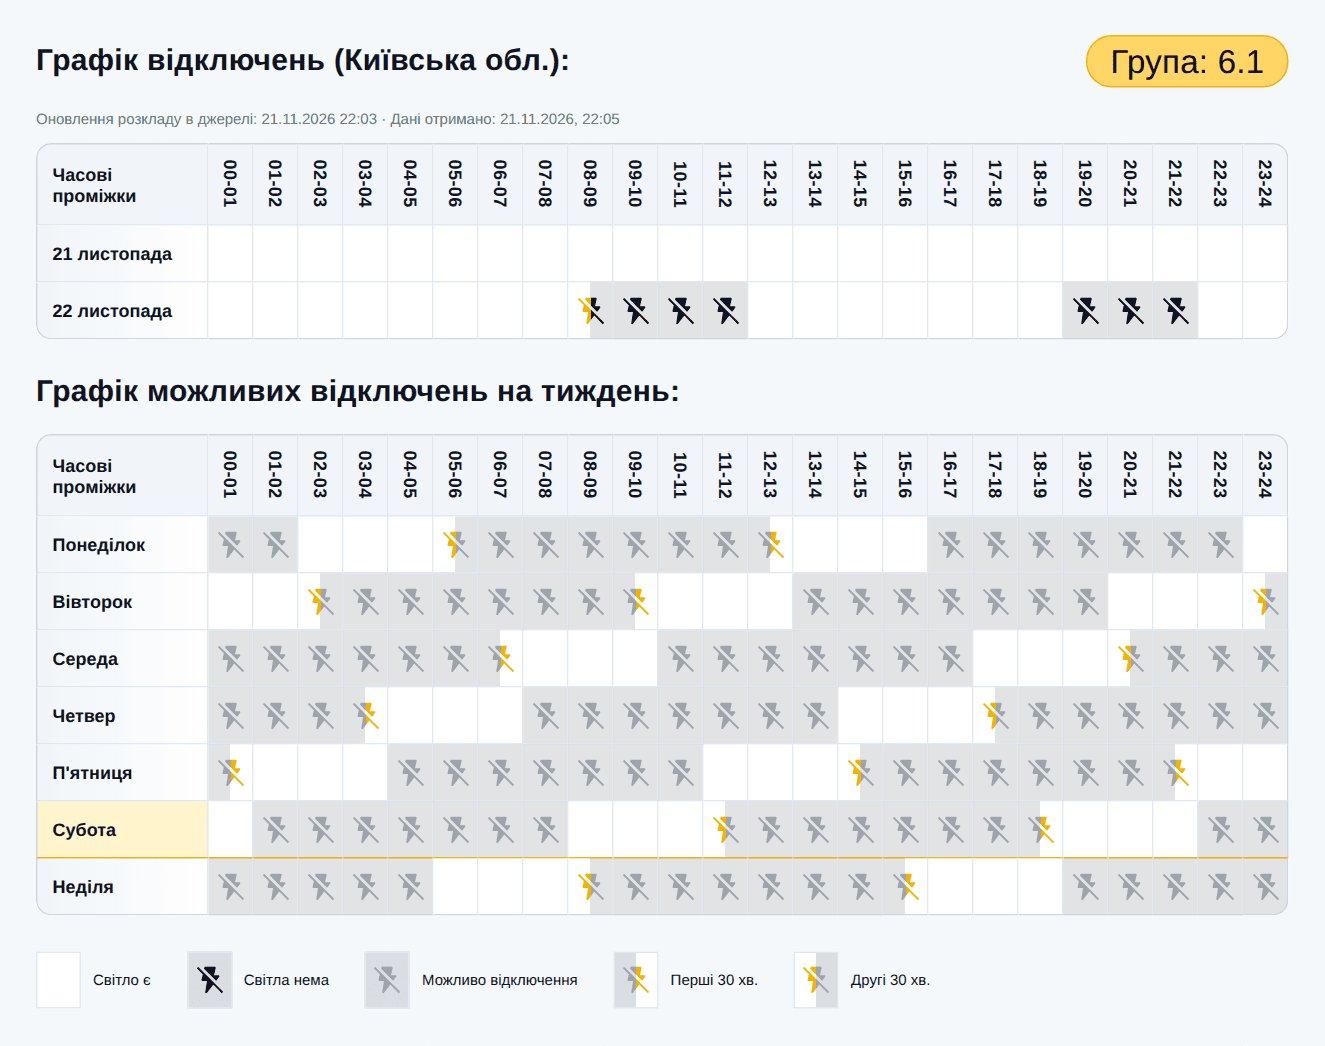 Графік відключень (Київська обл.):
Група: 6.1
Оновлення розкладу в джерелі: 21.11.2026 22:03 · Дані отримано: 21.11.2026, 22:05
Часові
проміжки
00-01 01-02 02-03 03-04 04-05 05-06 06-07 07-08 08-09 09-10 10-11 11-12 12-13 13-14 14-15 15-16 16-17 17-18 18-19 19-20 20-21 21-22 22-23 23-24
21 листопада
22 листопада
Графік можливих відключень на тиждень:
Часові
проміжки
00-01 01-02 02-03 03-04 04-05 05-06 06-07 07-08 08-09 09-10 10-11 11-12 12-13 13-14 14-15 15-16 16-17 17-18 18-19 19-20 20-21 21-22 22-23 23-24
Понеділок
Вівторок
Середа
Четвер
П'ятниця
Субота
Неділя
Світло є
Світла нема
Можливо відключення
Перші 30 хв.
Другі 30 хв.